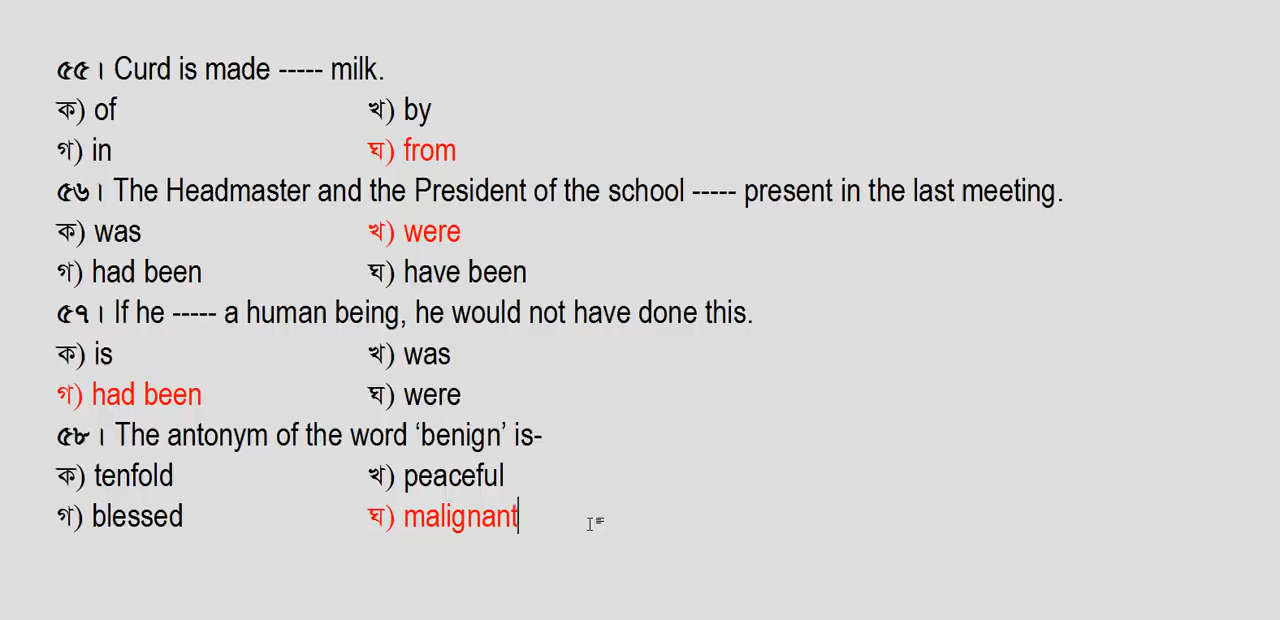 ৫৫। Curd is made ----- milk.
ক) of খ) by
গ) in ঘ) from
৫৬। The Headmaster and the President of the school ----- present in the last meeting.
ক) was খ) were
গ) had been ঘ) have been
৫৭। If he ----- a human being, he would not have done this.
ক) is খ) was
গ) had been ঘ) were
৫৮। The antonym of the word ‘benign’ is-
ক) tenfold খ) peaceful
গ) blessed ঘ) malignant